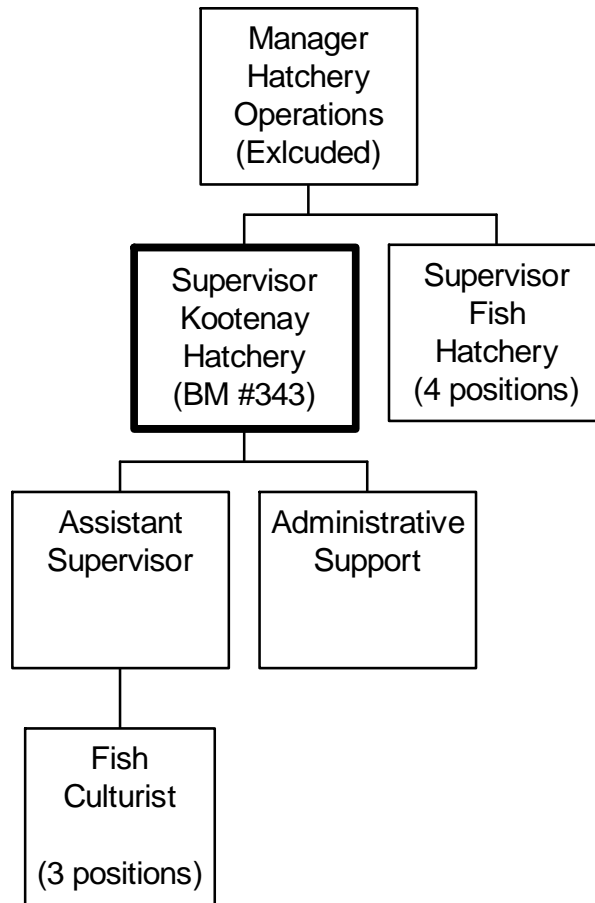 Manager
Hatchery
Operations
(Exlcuded)
Supervisor
Kootenay
Hatchery
(BM #343)
Supervisor
Fish
Hatchery
(4 positions)
Assistant
Supervisor
Administrative
Support
Fish
Culturist
(3 positions)